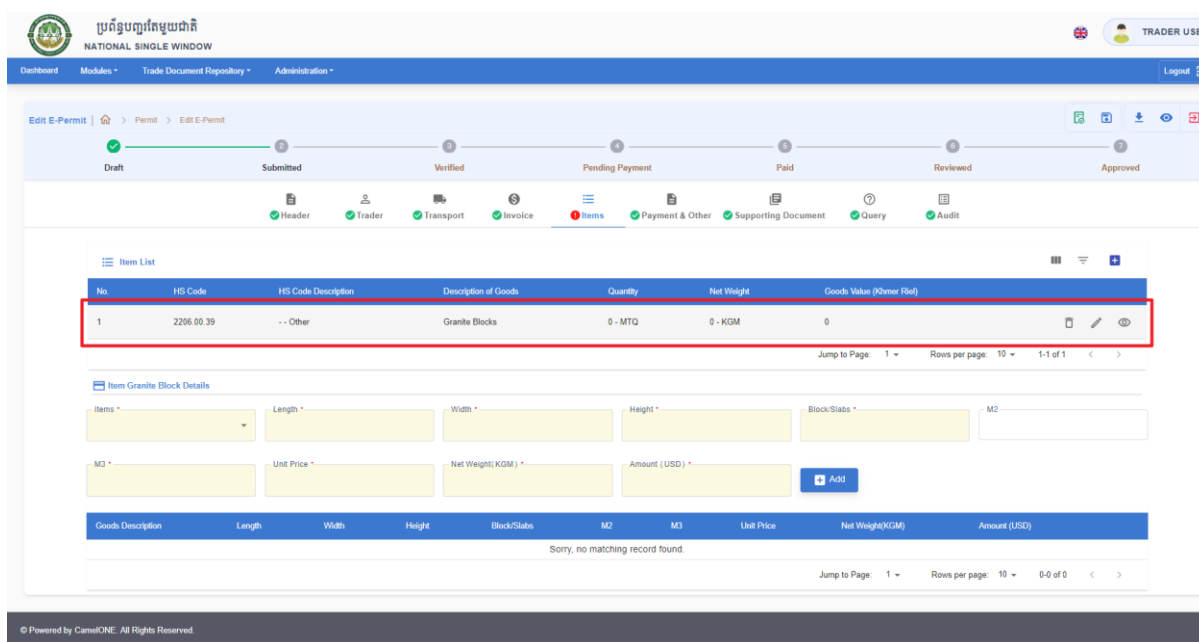 ប្រព័ន្ធបញ្ជរតែមួយជាតិ
NATIONAL SINGLE WINDOW
TRADER USE
Dashboard Modules Trade Document Repository Administration Logout
Edit E-Permit | > Permit > Edit E-Permit
2 3 4 5 6 7
Draft Submitted Verified Pending Payment Paid Reviewed Approved
Header Trader Transport Invoice Items Payment & Other Supporting Document Query Audit
Item List
No. HS Code HS Code Description Description of Goods Quantity Net Weight Goods Value (Khmer Riel)
1 2206.00.39 - - Other Granite Blocks 0 - MTQ 0 - KGM 0
Jump to Page: 1 Rows per page: 10 1-1 of 1 < >
Item Granite Block Details
Items * Length * Width * Height * Block/Slabs * M2
M3 * Unit Price * Net Weight( KGM ) * Amount ( USD ) *
Add
Goods Description Length Width Height Block/Slabs M2 M3 Unit Price Net Weight(KGM) Amount (USD)
Sorry, no matching record found.
Jump to Page: 1 Rows per page: 10 0-0 of 0 < >
© Powered by CamelONE. All Rights Reserved.